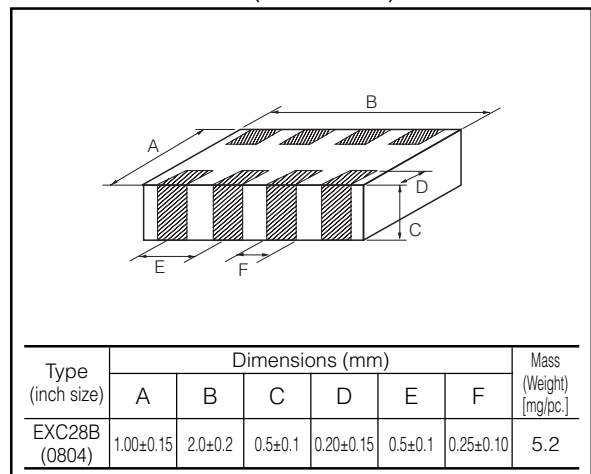 B
A
D
C
E
F
Type
(inch size)
Dimensions (mm)
Mass
(Weight)
[mg/pc.]
A B C D E F
EXC28B
(0804)
1.00±0.15 2.0±0.2 0.5±0.1 0.20±0.15 0.5±0.1 0.25±0.10 5.2